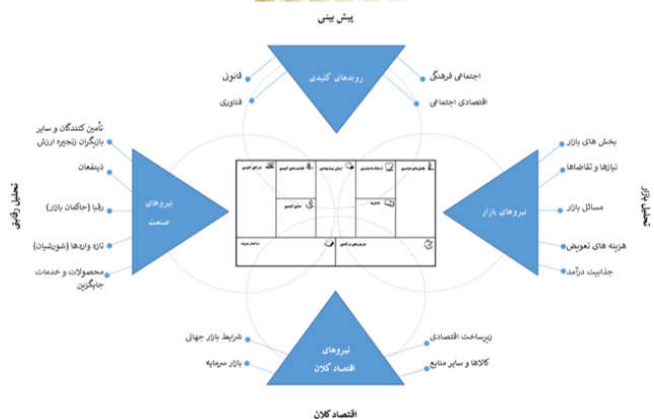 پیش بینی
روندهای کلیدی
قانونی
فناوری
اجتماعی فرهنگی
اقتصادی اجتماعی
تحلیل رقابتی
نیروهای
صنعت
تأمین کنندگان و سایر
بازیگران زنجیره ارزش
ذینفعان
رقبا (حاکمان بازار)
تازه واردها (شورشیان)
محصولات و خدمات
جایگزین
تحلیل بازار
نیروهای بازار
بخش های بازار
نیازها و تقاضاها
مسائل بازار
هزینه های تعویض
جذابیت درآمد
نیروهای
اقتصاد کلان
شرایط بازار جهانی
بازار سرمایه
زیرساخت اقتصادی
کالاها و سایر منابع
اقتصاد کلان